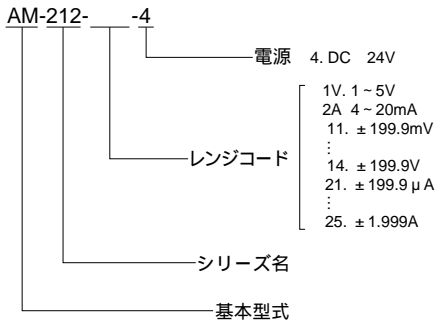 AM-212-   -4
電源 4. DC 24V
1V. 1~5V
2A 4~20mA
11. ±199.9mV
⋮
14. ±199.9V
21. ±199.9μA
⋮
25. ±1.999A
レンジコード
シリーズ名
基本型式